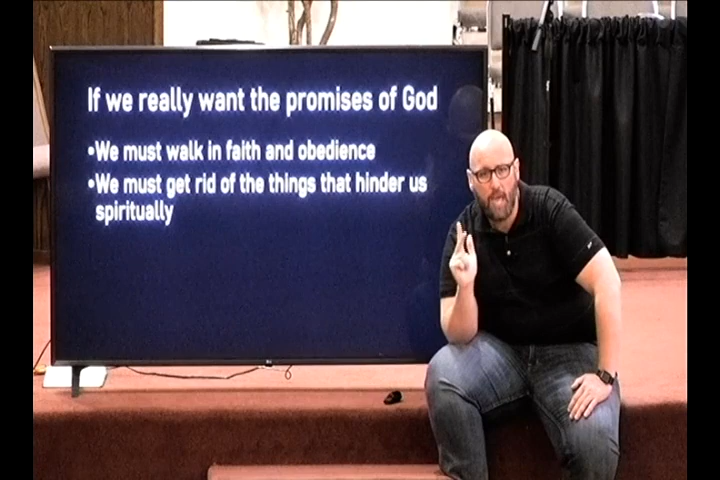 If we really want the promises of God
•We must walk in faith and obedience
•We must get rid of the things that hinder us
spiritually